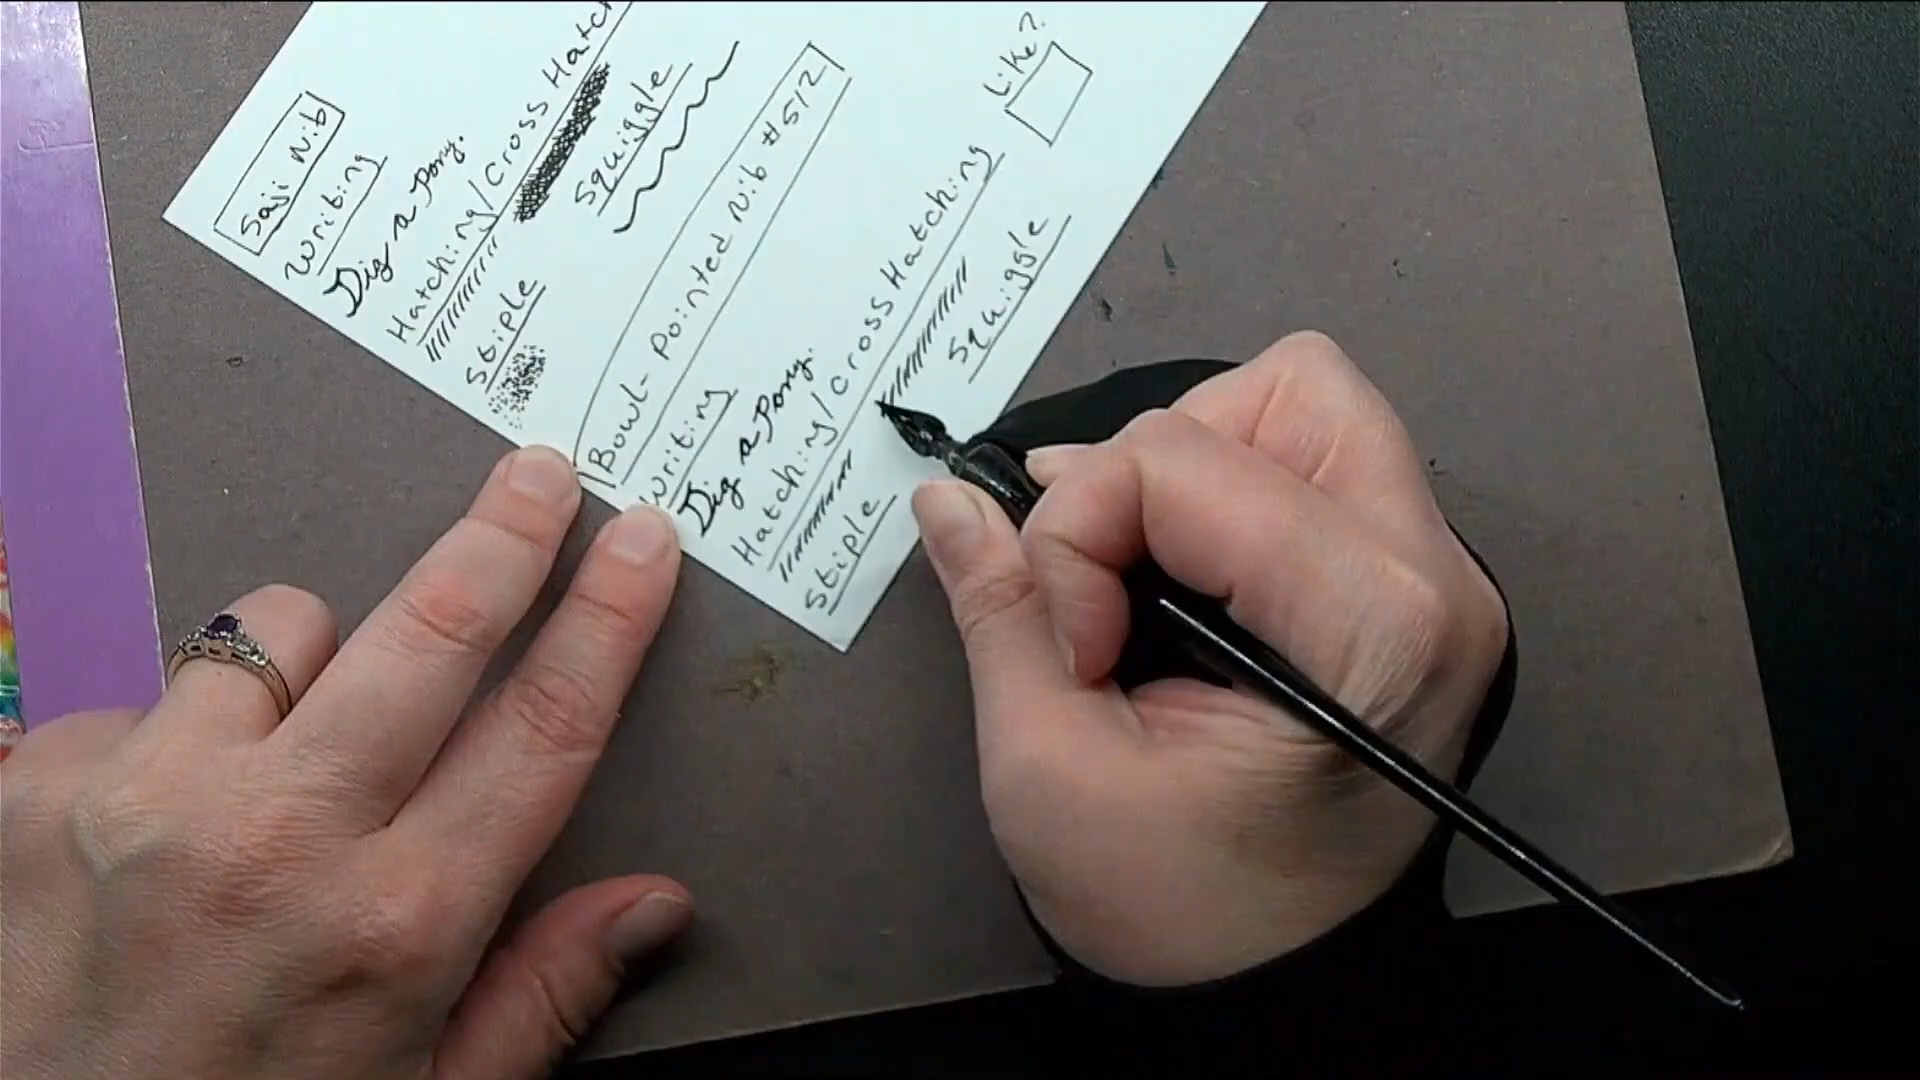 Saji Nib
Writing
Dig a Pony.
Hatching/Cross Hatch
Stiple
Squiggle
Bowl-Pointed Nib #512
Writing
Dig a Pony.
Hatching/Cross Hatching
Stiple
Squiggle
Like?